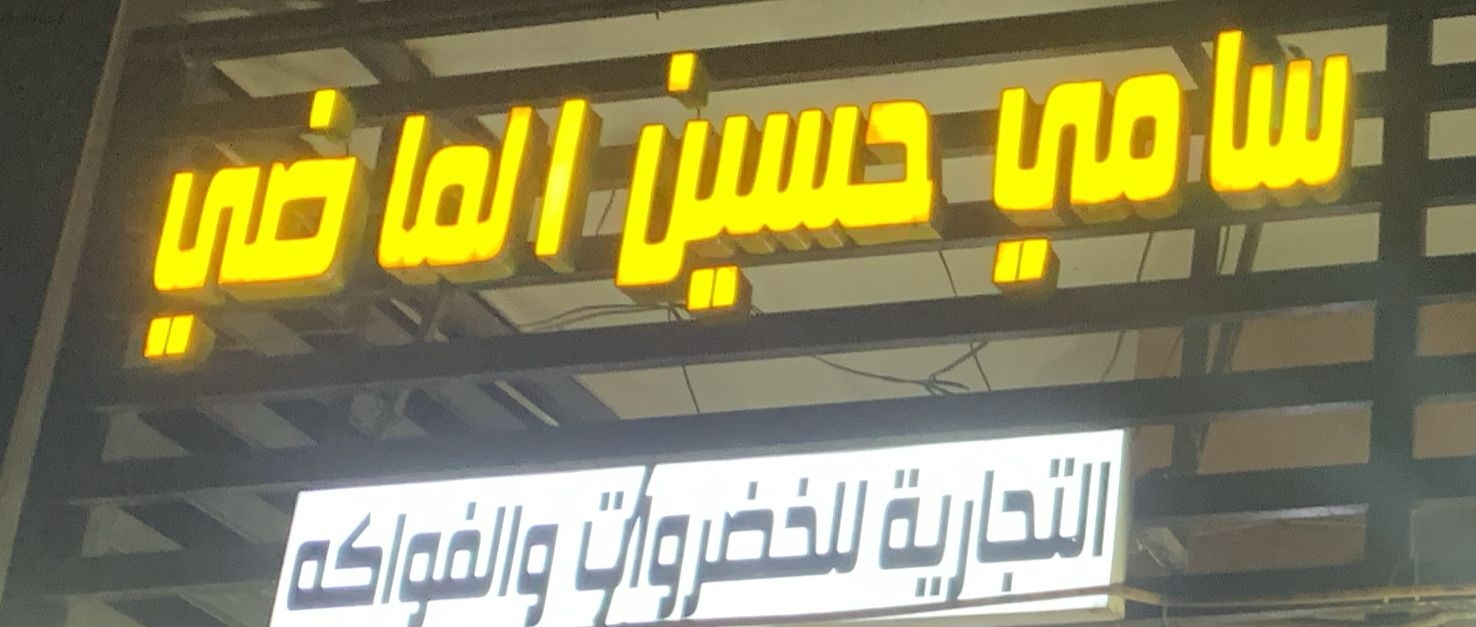 سامي حسين الماضي
التجارية للخضروات والفواكه